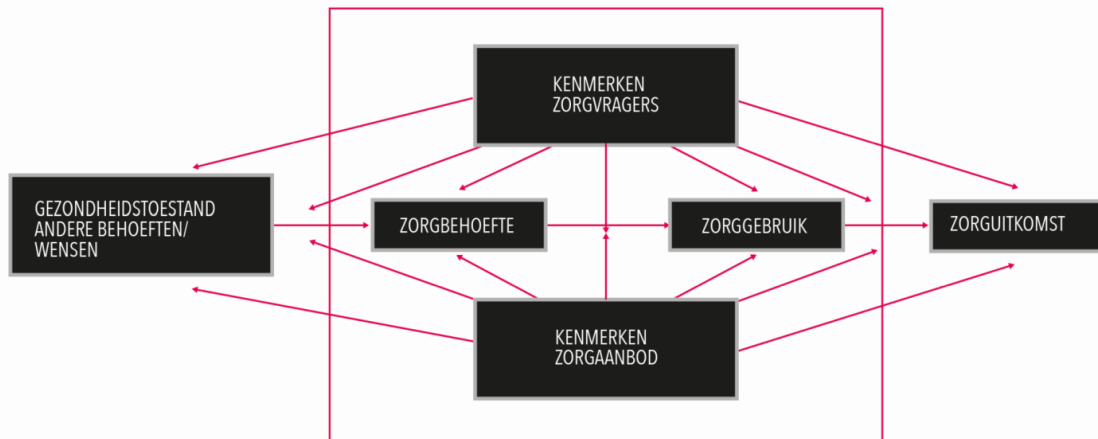 KENMERKEN
ZORGVRAGERS
GEZONDHEIDSTOESTAND
ANDERE BEHOEFTEN/
WENSEN
ZORGBEHOEFTE
ZORGGEBRUIK
ZORGUITKOMST
KENMERKEN
ZORGAANBOD